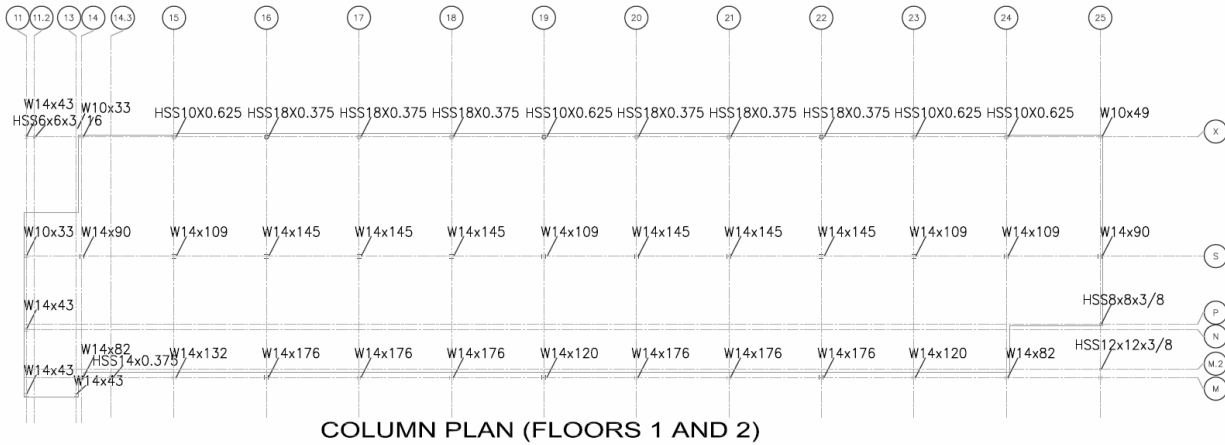 11 11.2 13 14 14.3 15 16 17 18 19 20 21 22 23 24 25
W14x43 W10x33 HSS10X0.625 HSS18X0.375 HSS18X0.375 HSS18X0.375 HSS10X0.625 HSS18X0.375 HSS18X0.375 HSS18X0.375 HSS10X0.625 HSS10X0.625 W10x49
HSS6x6x3/16
X
W10x33 W14x90 W14x109 W14x145 W14x145 W14x145 W14x109 W14x145 W14x145 W14x145 W14x109 W14x109 W14x90
S
HSS8x8x3/8
W14x43
P
N
W14x82 HSS12x12x3/8
HSS14x0.375 W14x132 W14x176 W14x176 W14x176 W14x120 W14x176 W14x176 W14x176 W14x120 W14x82
M.2
W14x43 W14x43
M
COLUMN PLAN (FLOORS 1 AND 2)